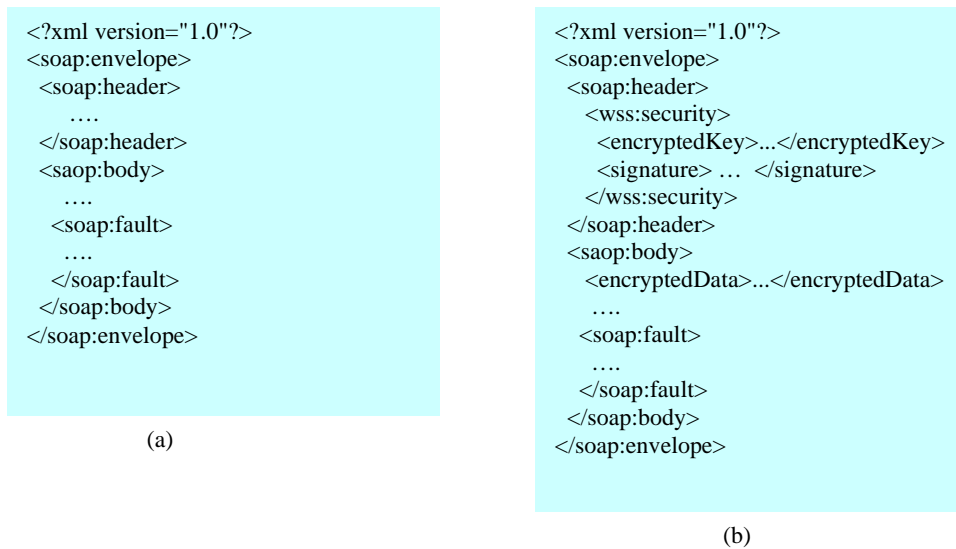 <?xml version="1.0"?>
<soap:envelope>
<soap:header>
….
</soap:header>
<saop:body>
….
<soap:fault>
….
</soap:fault>
</soap:body>
</soap:envelope>
(a)
<?xml version="1.0"?>
<soap:envelope>
<soap:header>
<wss:security>
<encryptedKey>...</encryptedKey>
<signature> … </signature>
</wss:security>
</soap:header>
<saop:body>
<encryptedData>...</encryptedData>
….
<soap:fault>
….
</soap:fault>
</soap:body>
</soap:envelope>
(b)